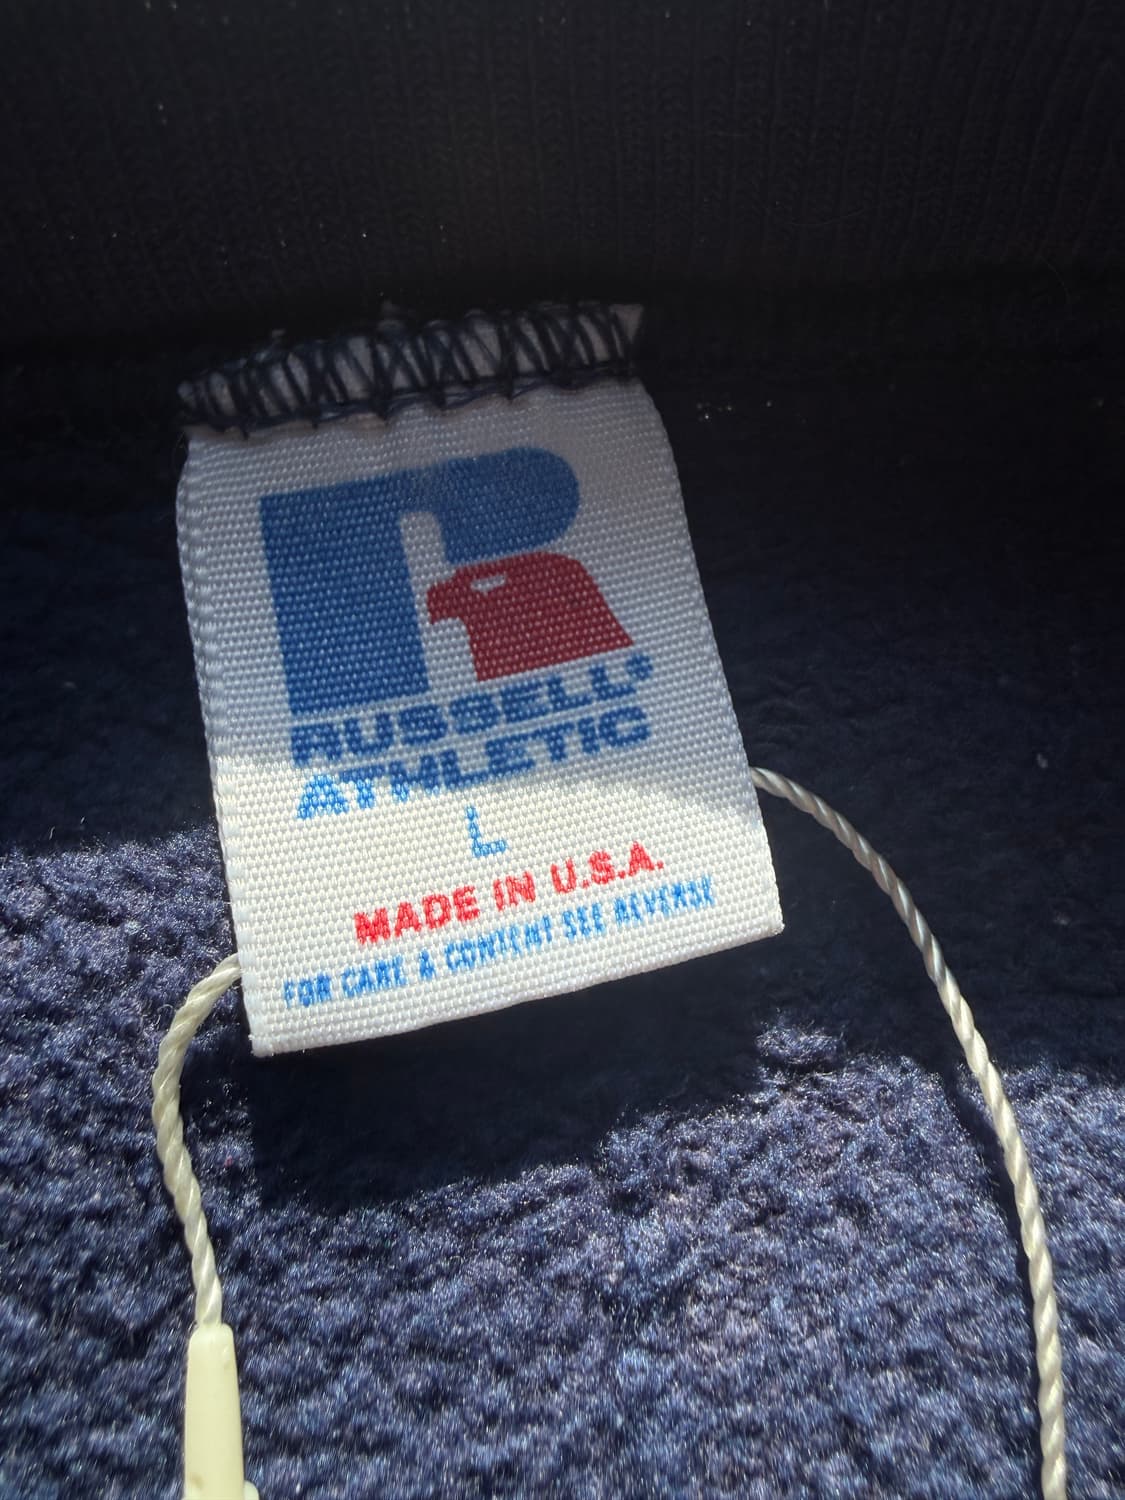 RUSSELL®
ATHLETIC
L
MADE IN U.S.A.
FOR CARE & CONTENT SEE REVERSE